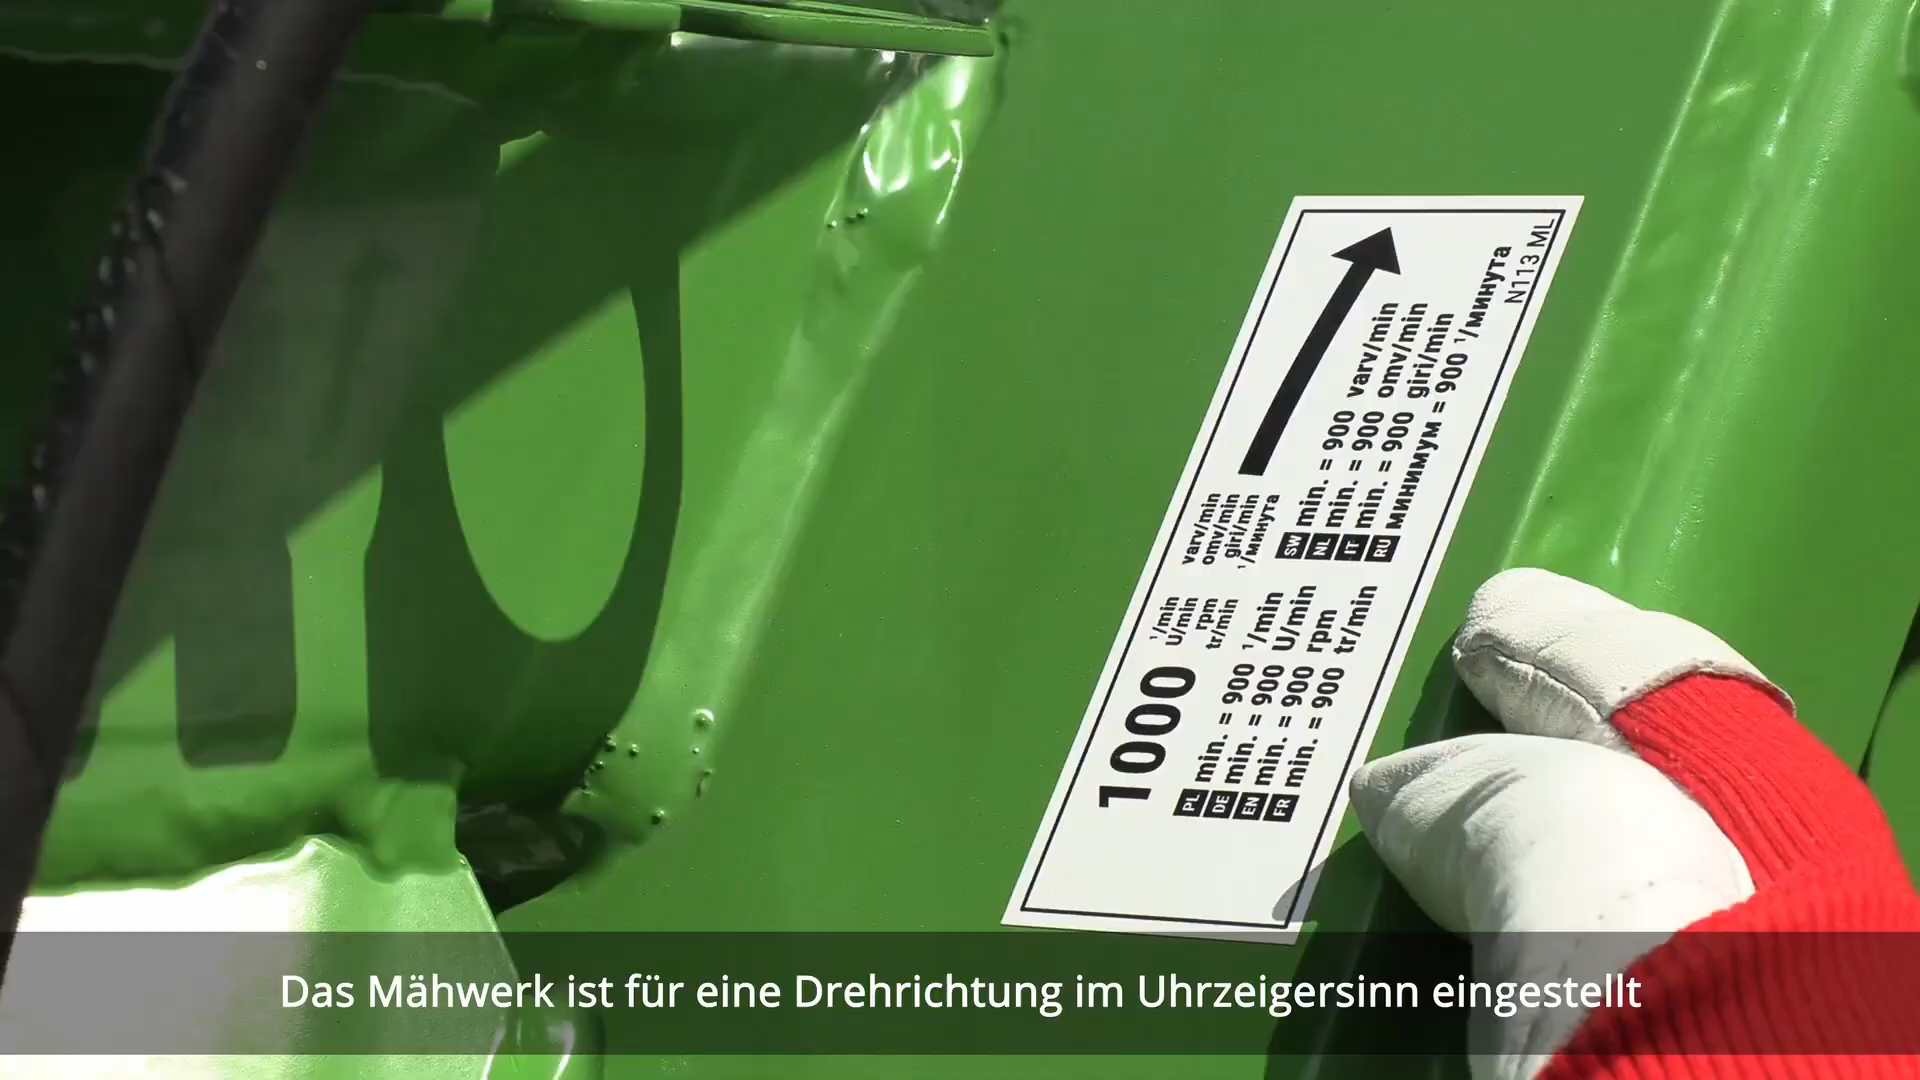 1000
1/min
U/min
rpm
tr/min
varv/min
omv/min
giri/min
1/минута
PL min. = 900 1/min
DE min. = 900 U/min
EN min. = 900 rpm
FR min. = 900 tr/min
SW min. = 900 varv/min
NL min. = 900 omv/min
IT min. = 900 giri/min
RU минимум = 900 1/минута
N113 ML
Das Mähwerk ist für eine Drehrichtung im Uhrzeigersinn eingestellt